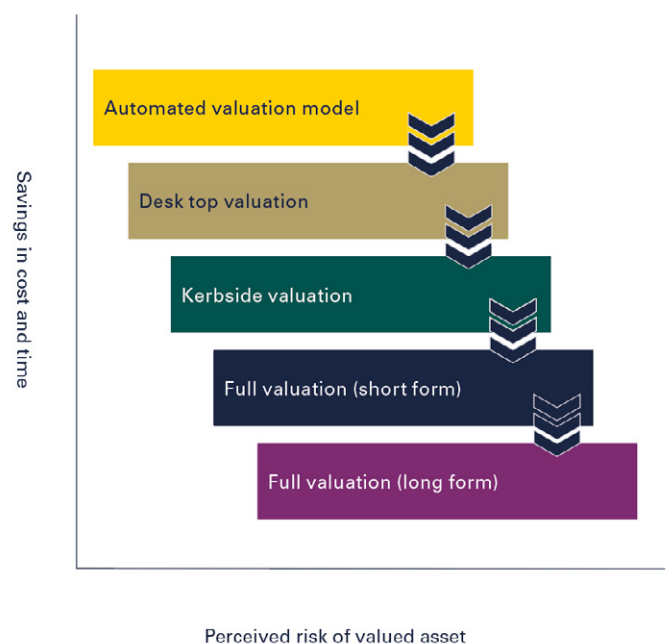 Savings in cost and time
Automated valuation model
Desk top valuation
Kerbside valuation
Full valuation (short form)
Full valuation (long form)
Perceived risk of valued asset